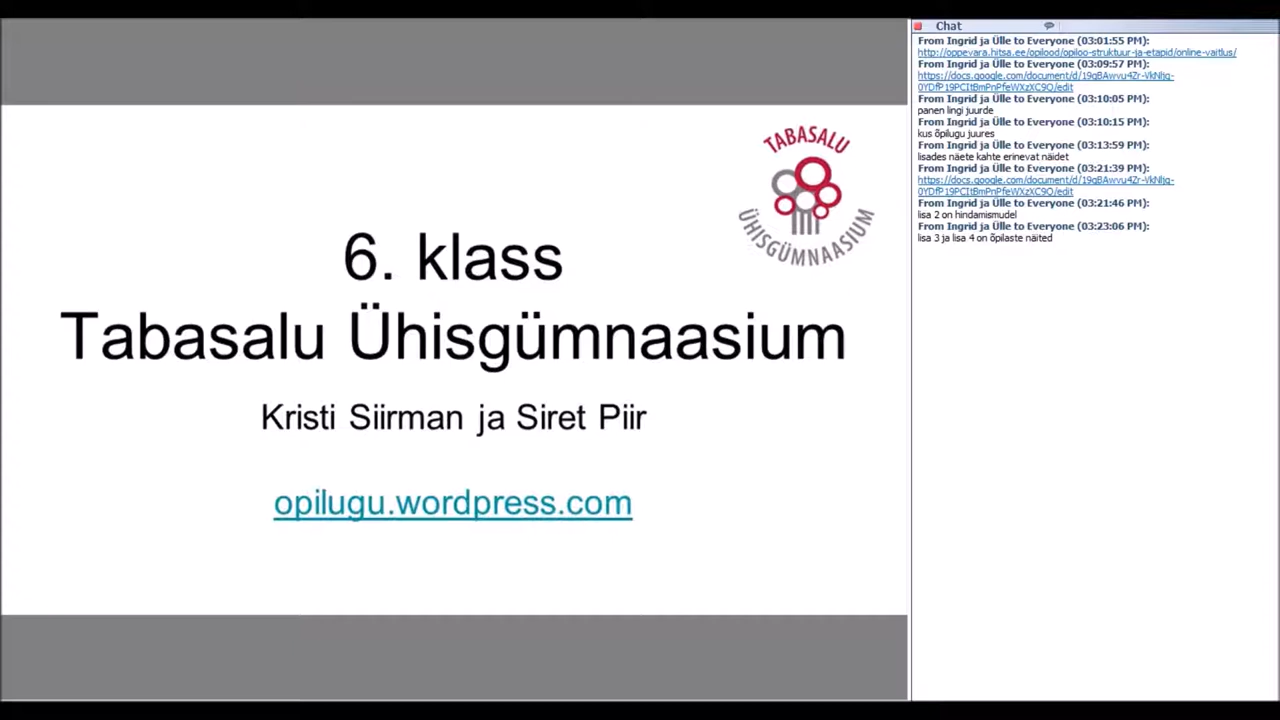 TABASALU
ÜHISGÜMNAASIUM
6. klass
Tabasalu Ühisgümnaasium
Kristi Siirman ja Siret Piir
opilugu.wordpress.com
Chat
From Ingrid ja Ülle to Everyone (03:01:55 PM):
http://oppevara.hitsa.ee/opilood/opiloo-struktuur-ja-etapid/online-vaitlus/
From Ingrid ja Ülle to Everyone (03:09:57 PM):
From Ingrid ja Ülle to Everyone (03:10:05 PM):
panen lingi juurde
From Ingrid ja Ülle to Everyone (03:10:15 PM):
kus õpilugu juures
From Ingrid ja Ülle to Everyone (03:13:59 PM):
lisades näete kahte erinevat näidet
From Ingrid ja Ülle to Everyone (03:21:39 PM):
From Ingrid ja Ülle to Everyone (03:21:46 PM):
lisa 2 on hindamismudel
From Ingrid ja Ülle to Everyone (03:23:06 PM):
lisa 3 ja lisa 4 on õpilaste näited